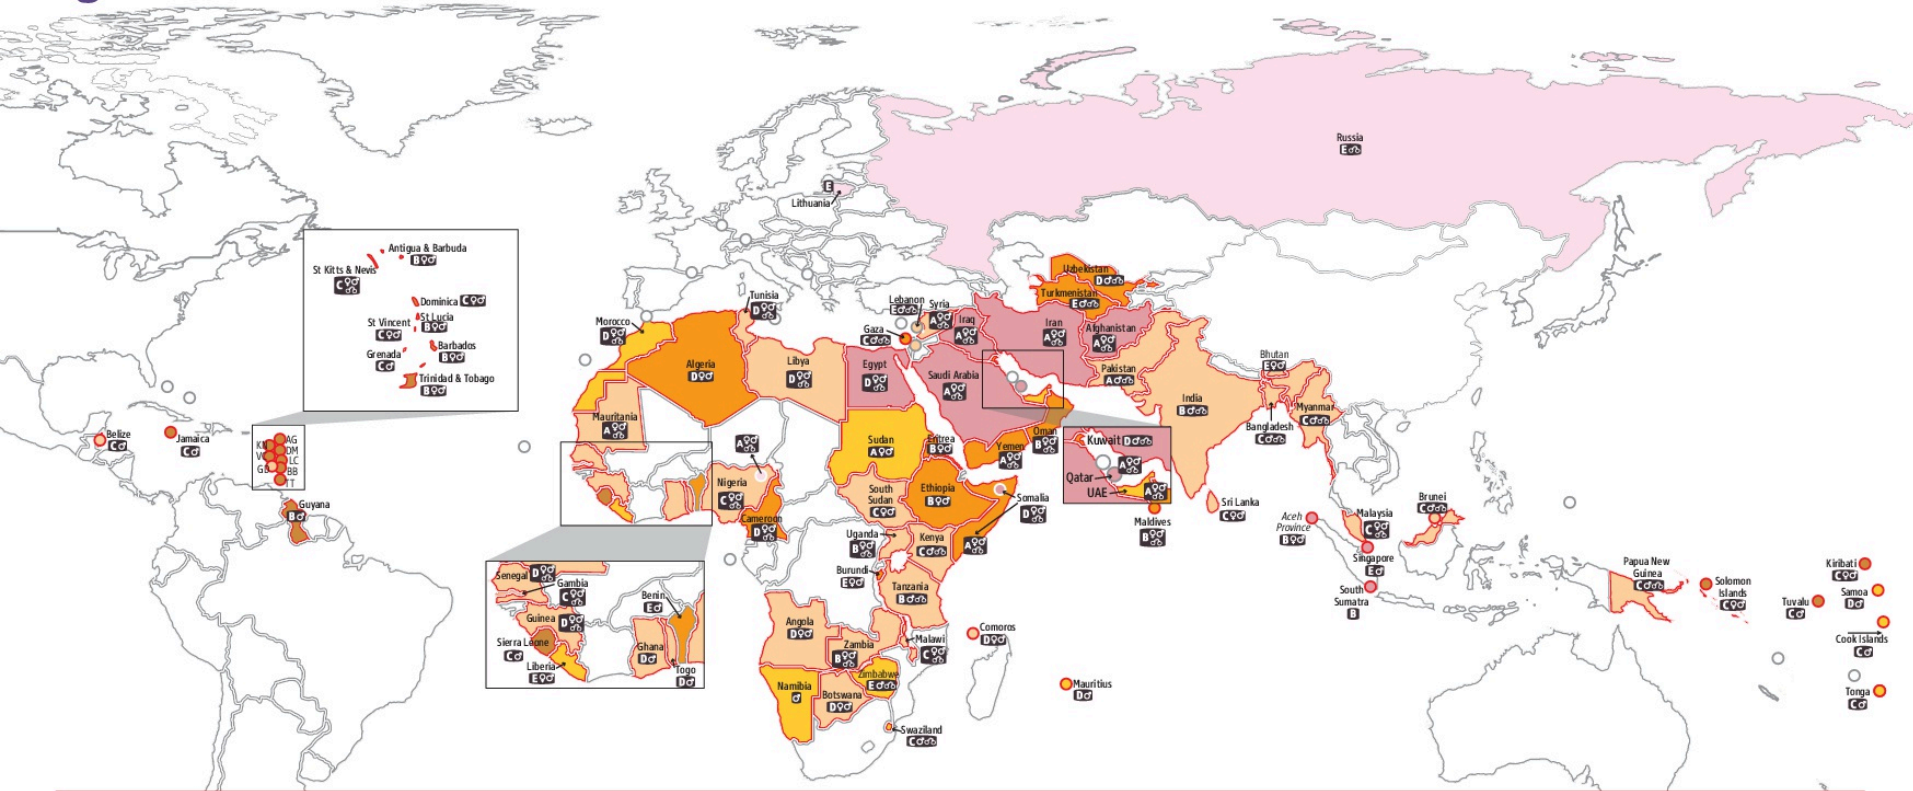 Russia
E
E
Lithuania
Antigua & Barbuda
B
St Kitts & Nevis
C
Dominica C
St Lucia
B
St Vincent
C
Barbados
B
Grenada
C
Trinidad & Tobago
B
Belize
C
Jamaica
C
AG
DM
LC
BB
TT
Guyana
B
Uzbekistan
D
Turkmenistan
E
Tunisia
D
Morocco
D
Lebanon
E
Syria
A
Gaza
C
Iraq
A
Iran
A
Afghanistan
A
Algeria
D
Libya
D
Egypt
D
Saudi Arabia
A
Pakistan
A
Bhutan
E
India
B
Myanmar
C
Bangladesh
C
Mauritania
A
A
Sudan
A
Eritrea
B
Yemen
A
Oman
B
Kuwait D
A
Qatar
UAE
A
Nigeria
C
South
Sudan
C
Ethiopia
B
Somalia
D
A
Maldives
B
Sri Lanka
C
Brunei
C
Malaysia
C
Aceh
Province
B
Singapore
E
South
Sumatra
B
Cameroon
D
Uganda
B
Kenya
C
Burundi
E
Tanzania
B
Senegal D
Gambia
C
Guinea D
Sierra Leone
C
Liberia
E
Benin
E
Ghana
D
Togo
D
Angola
D
Zambia
B
Malawi
C
Comoros
D
Zimbabwe
E
Namibia
Botswana
D
Swaziland
C
Mauritius
D
Papua New
Guinea
C
Solomon
Islands
C
Kiribati
C
Tuvalu
C
Samoa
D
Cook Islands
C
Tonga
C